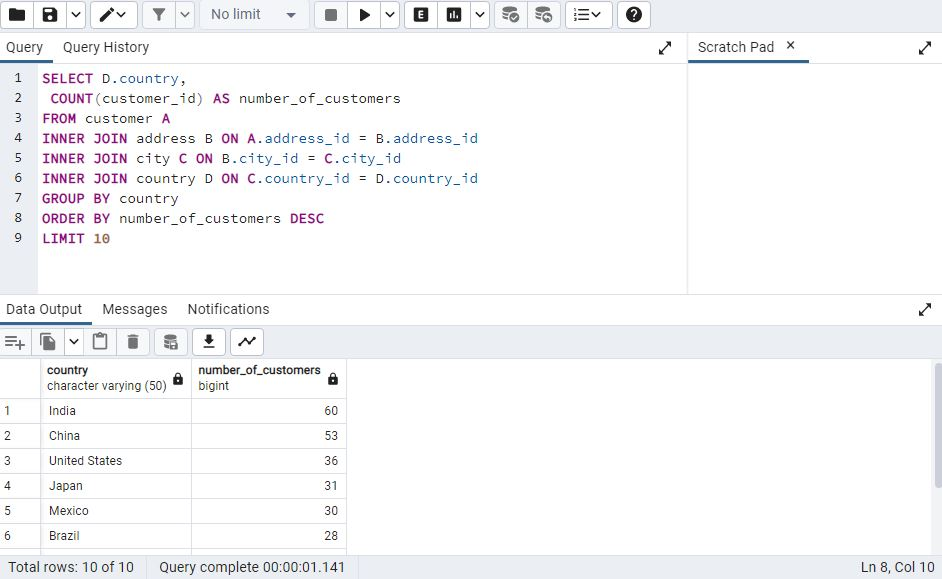 No limit
E
Query Query History
Scratch Pad ×
1 SELECT D.country,
2 COUNT(customer_id) AS number_of_customers
3 FROM customer A
4 INNER JOIN address B ON A.address_id = B.address_id
5 INNER JOIN city C ON B.city_id = C.city_id
6 INNER JOIN country D ON C.country_id = D.country_id
7 GROUP BY country
8 ORDER BY number_of_customers DESC
9 LIMIT 10
Data Output Messages Notifications
country number_of_customers
character varying (50) bigint
1 India 60
2 China 53
3 United States 36
4 Japan 31
5 Mexico 30
6 Brazil 28
Total rows: 10 of 10 Query complete 00:00:01.141 Ln 8, Col 10